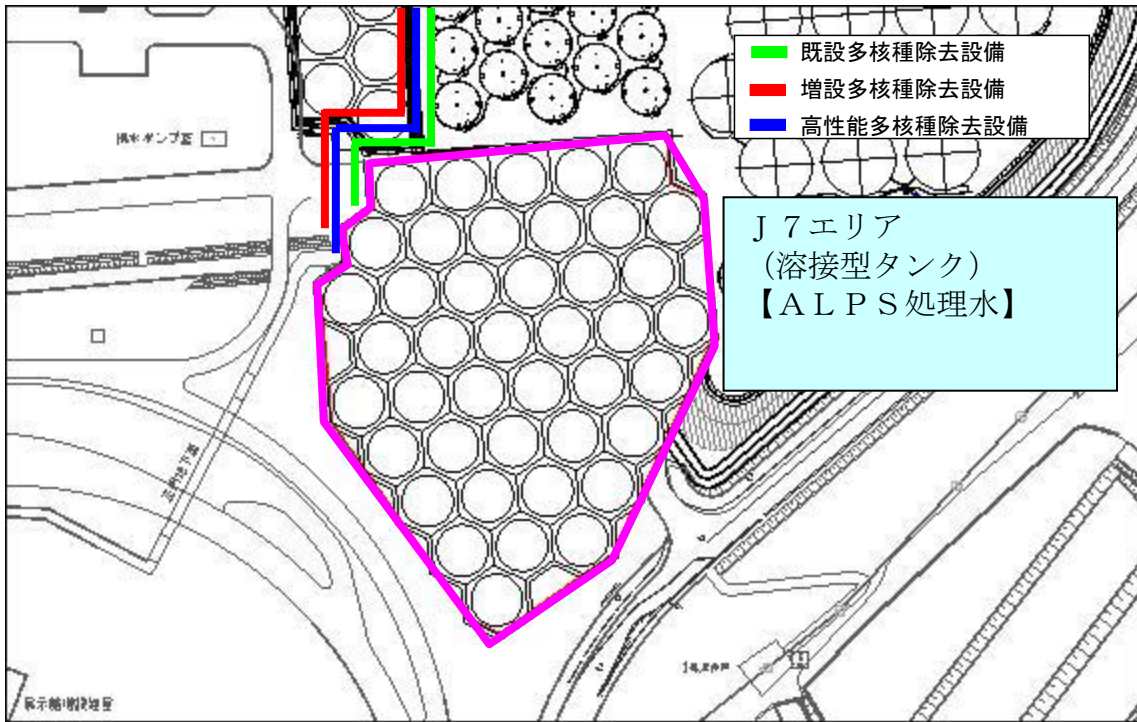 既設多核種除去設備
増設多核種除去設備
高性能多核種除去設備
Ｊ７エリア
（溶接型タンク）
【ＡＬＰＳ処理水】